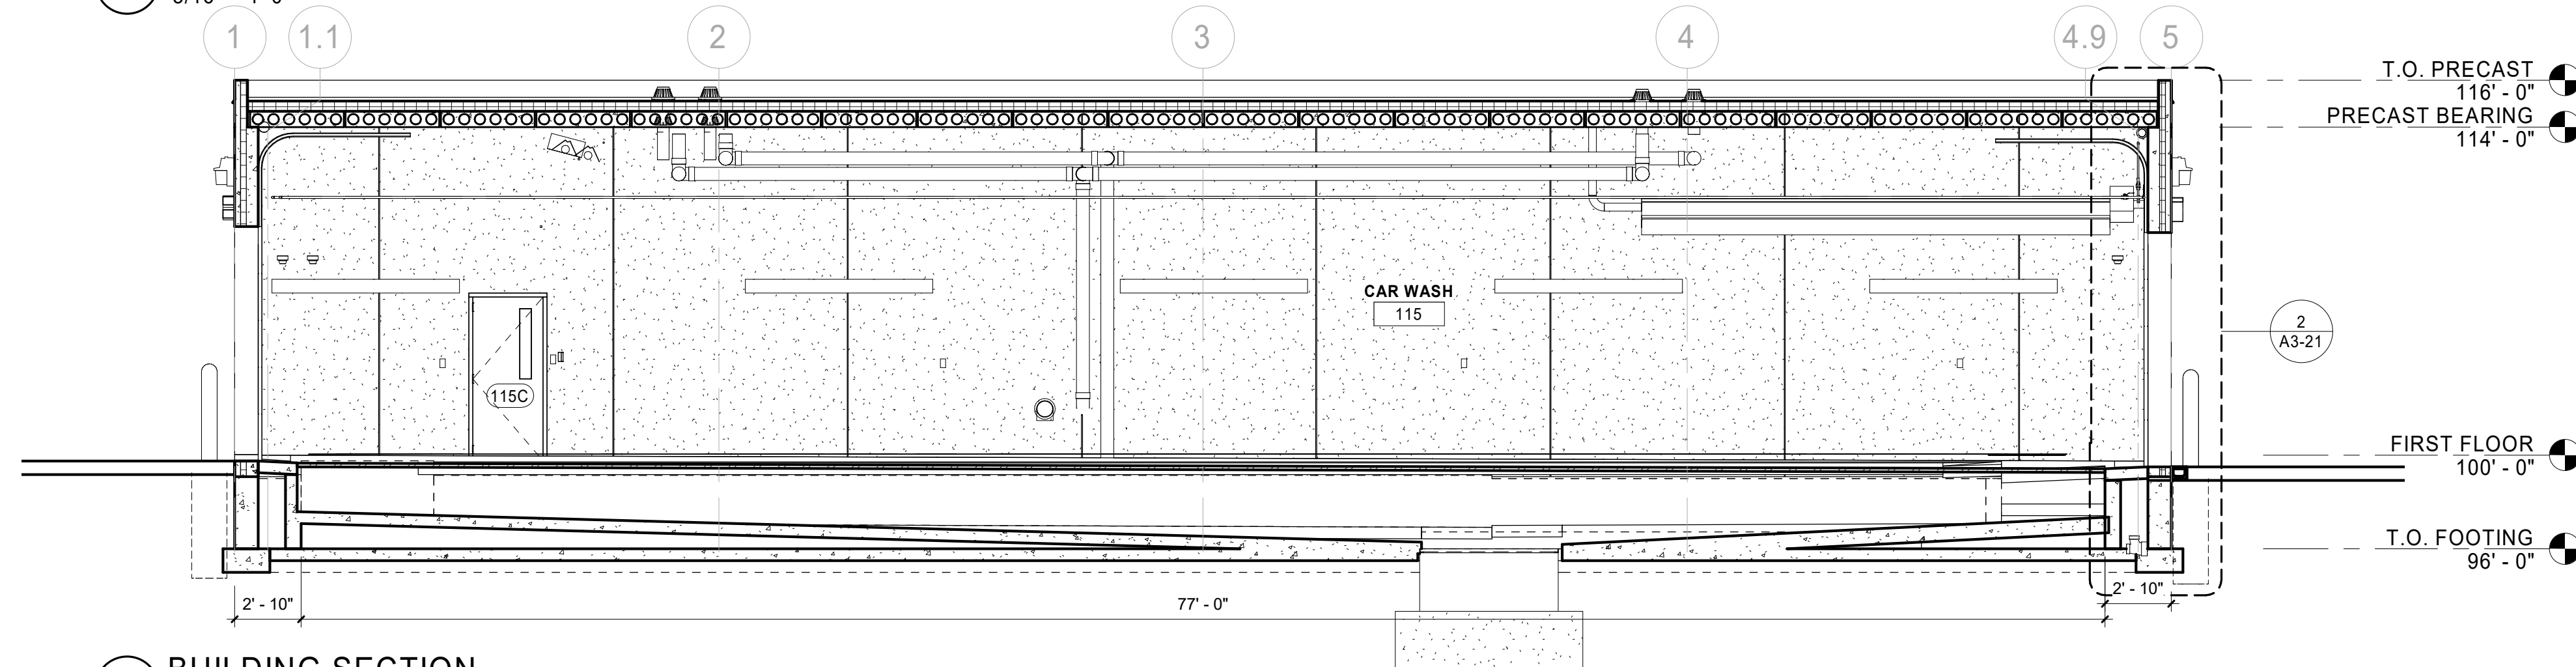 1
1.1
2
3
4
4.9
5
T.O. PRECAST
116' - 0"
PRECAST BEARING
114' - 0"
CAR WASH
115
2
A3-21
115C
FIRST FLOOR
100' - 0"
T.O. FOOTING
96' - 0"
2' - 10"
77' - 0"
2' - 10"
BUILDING SECTION